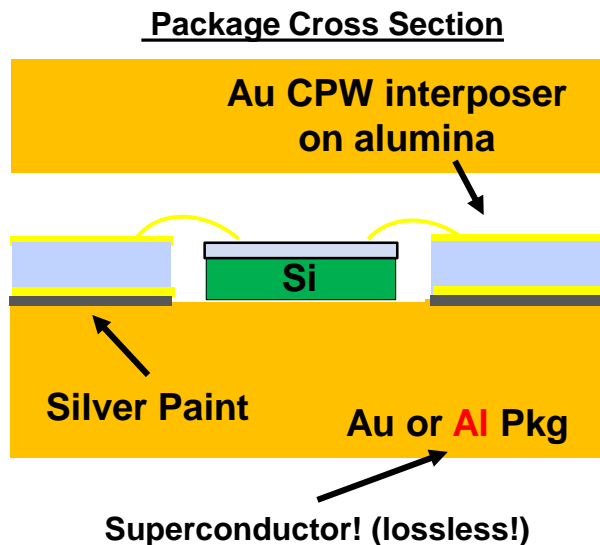 Package Cross Section
Au CPW interposer
on alumina
Si
Silver Paint
Au or Al Pkg
Superconductor! (lossless!)